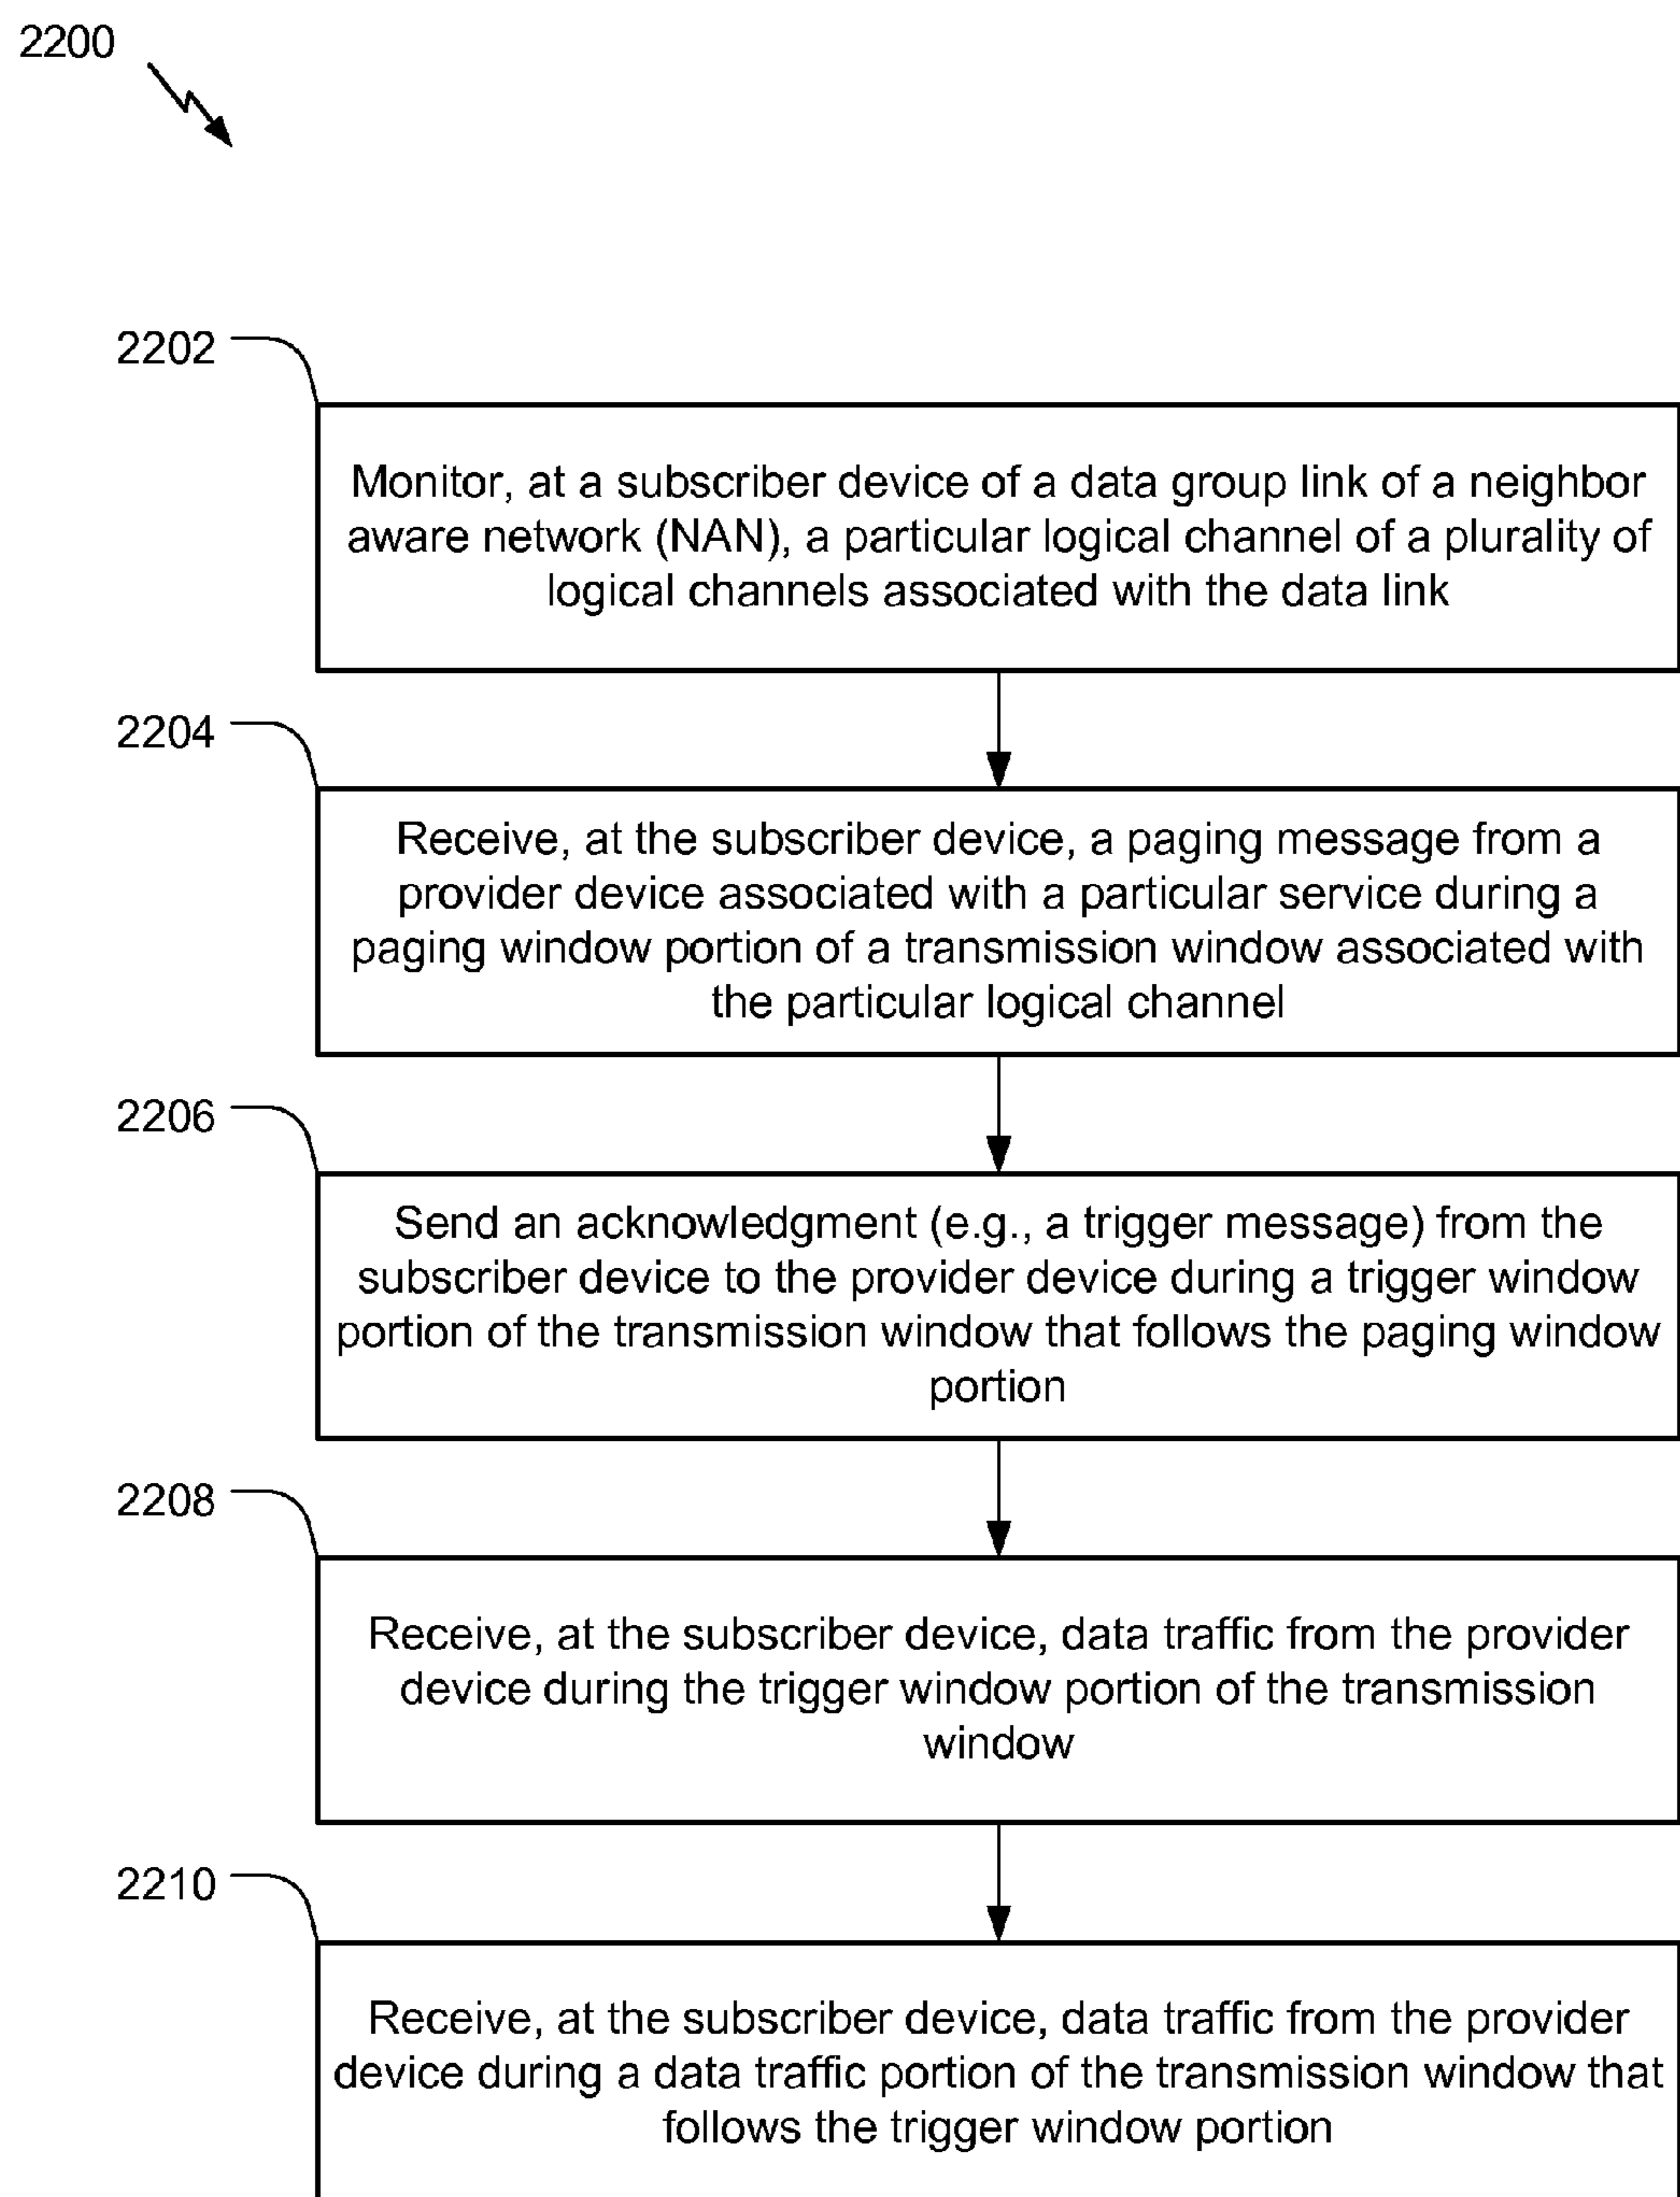 2200
2202
Monitor, at a subscriber device of a data group link of a neighbor
aware network (NAN), a particular logical channel of a plurality of
logical channels associated with the data link
2204
Receive, at the subscriber device, a paging message from a
provider device associated with a particular service during a
paging window portion of a transmission window associated with
the particular logical channel
2206
Send an acknowledgment (e.g., a trigger message) from the
subscriber device to the provider device during a trigger window
portion of the transmission window that follows the paging window
portion
2208
Receive, at the subscriber device, data traffic from the provider
device during the trigger window portion of the transmission
window
2210
Receive, at the subscriber device, data traffic from the provider
device during a data traffic portion of the transmission window that
follows the trigger window portion